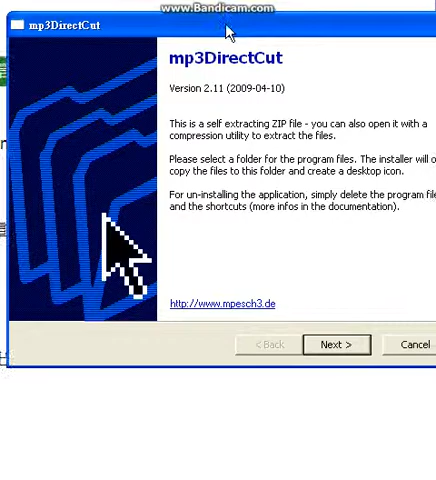 www.Bandicam.com
mp3DirectCut
mp3DirectCut
Version 2.11 (2009-04-10)
This is a self extracting ZIP file - you can also open it with a
compression utility to extract the files.
Please select a folder for the program files. The installer will
copy the files to this folder and create a desktop icon.
For un-installing the application, simply delete the program
and the shortcuts (more infos in the documentation).
http://www.mpesch3.de
< Back
Next >
Cancel